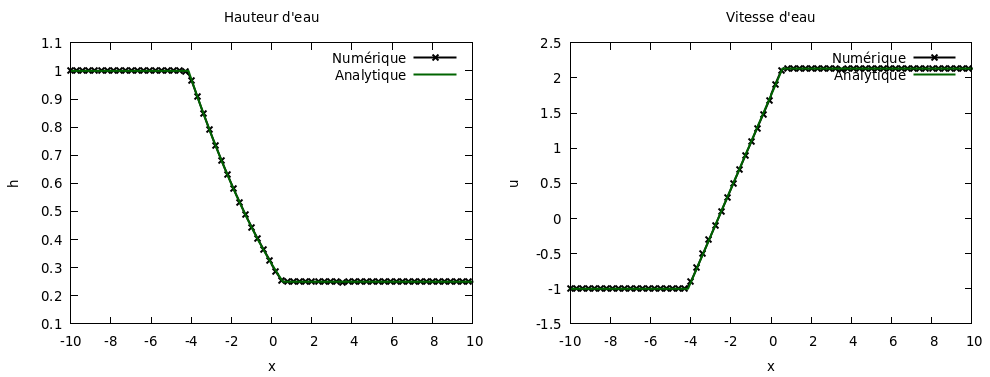 Hauteur d'eau
1.1
1
0.9
0.8
0.7
0.6
0.5
0.4
0.3
0.2
0.1
h
Numérique
Analytique
-10 -8 -6 -4 -2 0 2 4 6 8 10
x
Vitesse d'eau
2.5
2
1.5
1
0.5
0
-0.5
-1
-1.5
u
Numérique
Analytique
-10 -8 -6 -4 -2 0 2 4 6 8 10
x